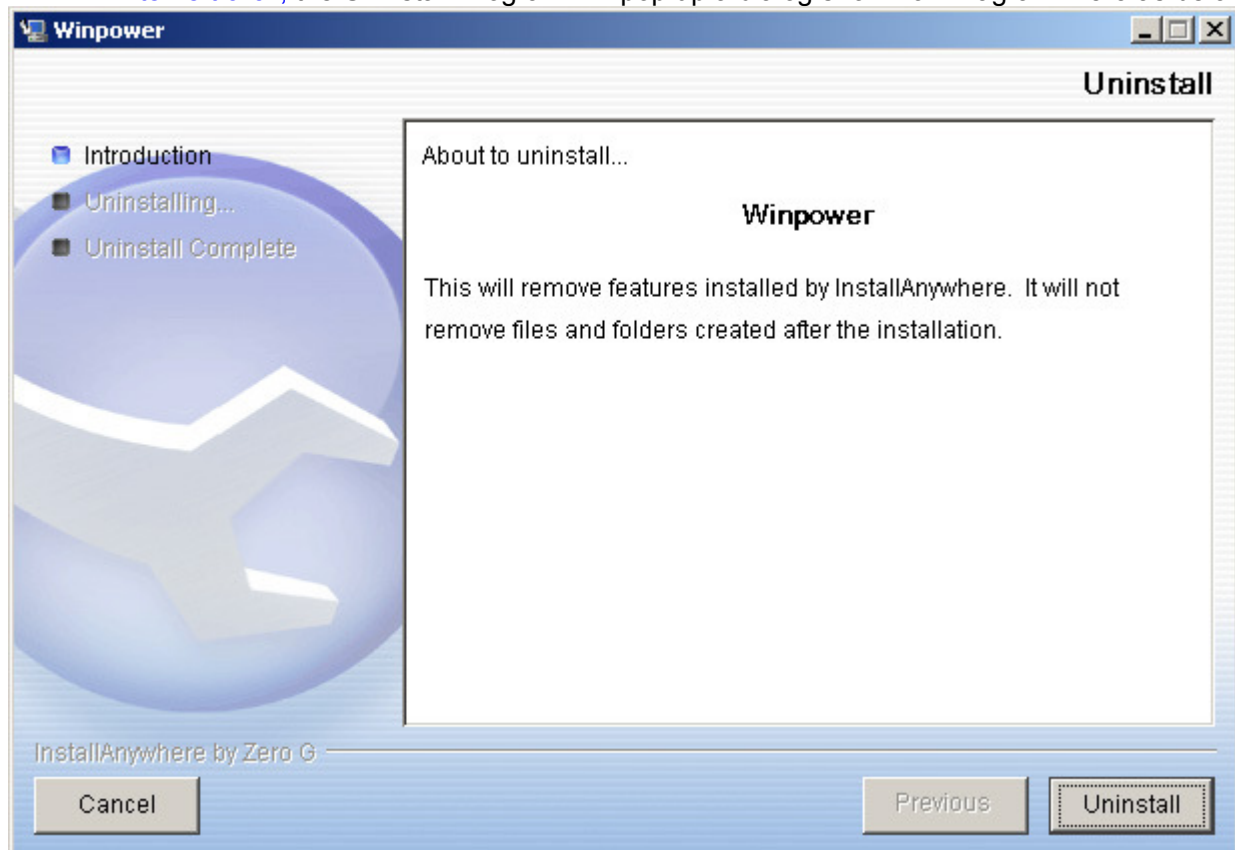 Winpower
Uninstall
Introduction
Uninstalling...
Uninstall Complete
About to uninstall...
Winpower
This will remove features installed by InstallAnywhere. It will not
remove files and folders created after the installation.
InstallAnywhere by Zero G
Cancel
Previous
Uninstall